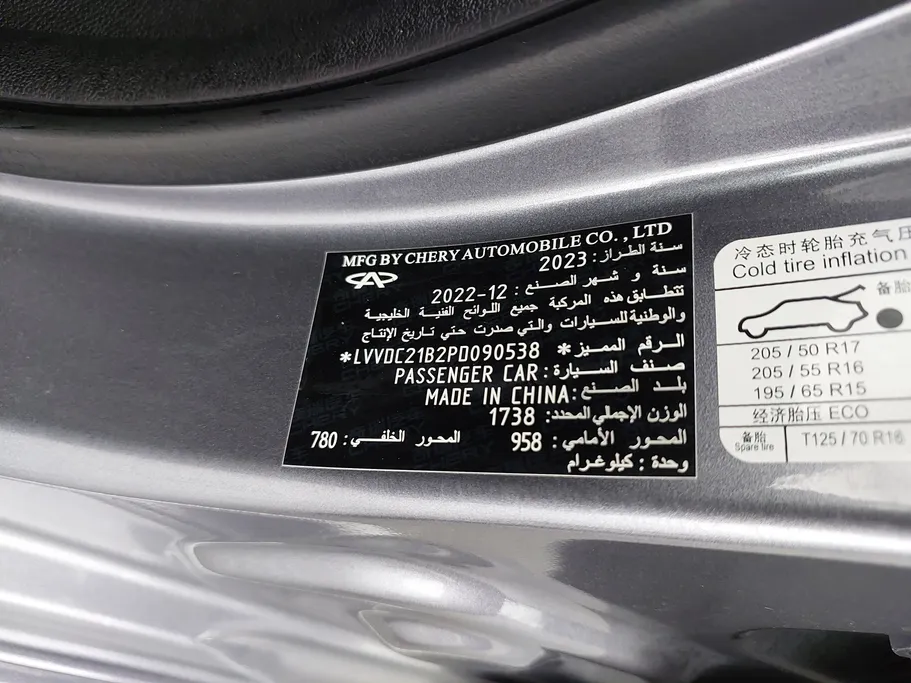 MFG BY CHERY AUTOMOBILE CO., LTD
سنة الطراز: 2023
سنة و شهر الصنع : 12-2022
تتطابق هذه المركبة جميع اللوائح الفنية الخليجية
والوطنية للسيارات والتي صدرت حتي تاريخ الإنتاج
الرقم المميز: *LVVDC21B2PD090538*
صنف السيارة: PASSENGER CAR
بلد الصنع: MADE IN CHINA
الوزن الإجمالي المحدد: 1738
المحور الأمامي: 958 المحور الخلفي: 780
وحدة : كيلوغرام
冷态时轮胎充气压
Cold tire inflation
备胎
205 / 50 R17
205 / 55 R16
195 / 65 R15
经济胎压 ECO
备胎 T125 / 70 R16
Spare tire